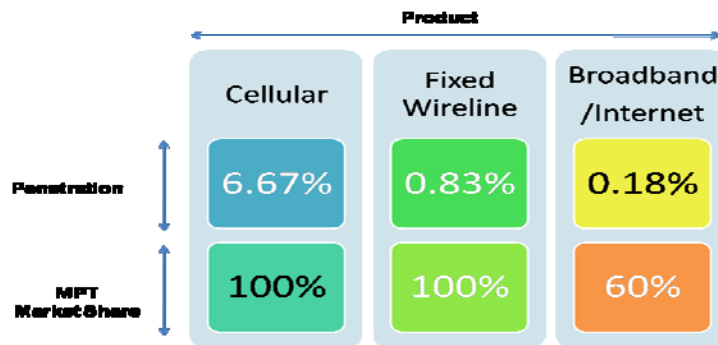 Product
Cellular
Fixed
Wireline
Broadband
/Internet
Penetration
6.67%
0.83%
0.18%
MPT
Market Share
100%
100%
60%